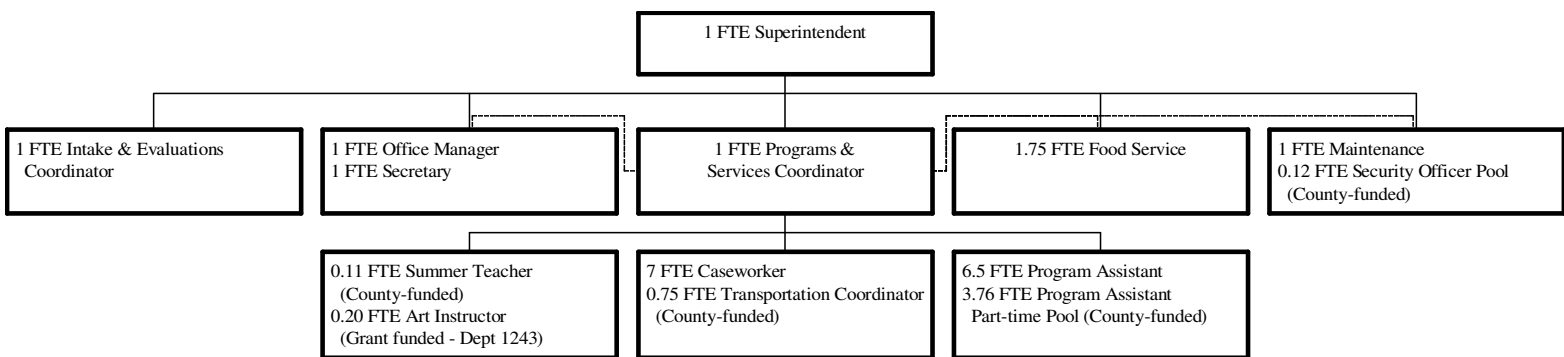 1 FTE Superintendent
1 FTE Intake & Evaluations
Coordinator
1 FTE Office Manager
1 FTE Secretary
1 FTE Programs &
Services Coordinator
1.75 FTE Food Service
1 FTE Maintenance
0.12 FTE Security Officer Pool
(County-funded)
0.11 FTE Summer Teacher
(County-funded)
0.20 FTE Art Instructor
(Grant funded - Dept 1243)
7 FTE Caseworker
0.75 FTE Transportation Coordinator
(County-funded)
6.5 FTE Program Assistant
3.76 FTE Program Assistant
Part-time Pool (County-funded)